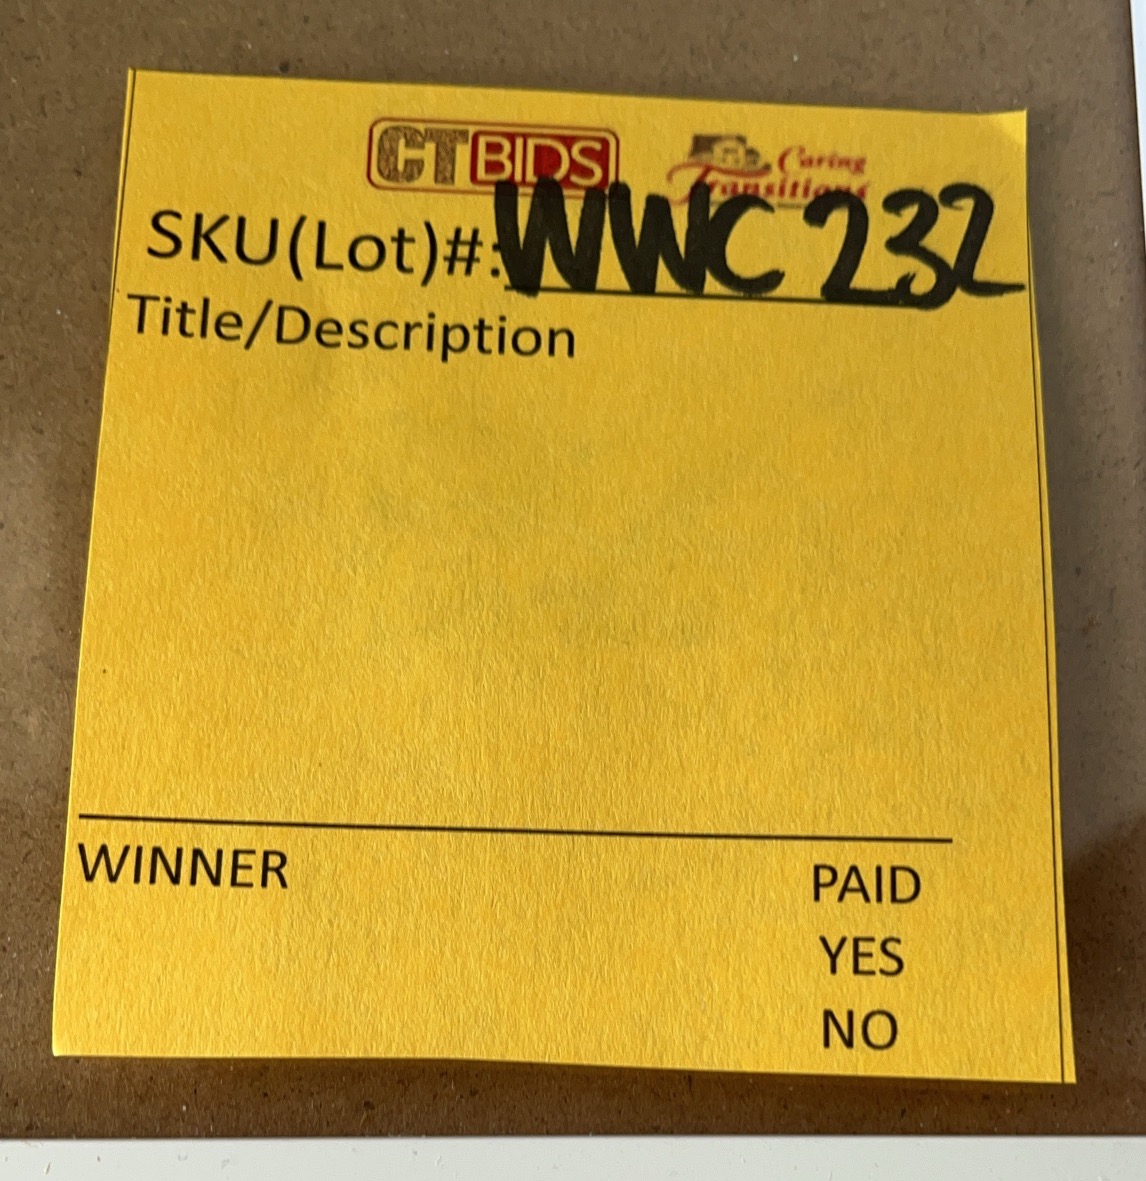 CTBIDS Caring
Transitions
SKU(Lot)#: WWC 232
Title/Description
WINNER PAID
YES
NO